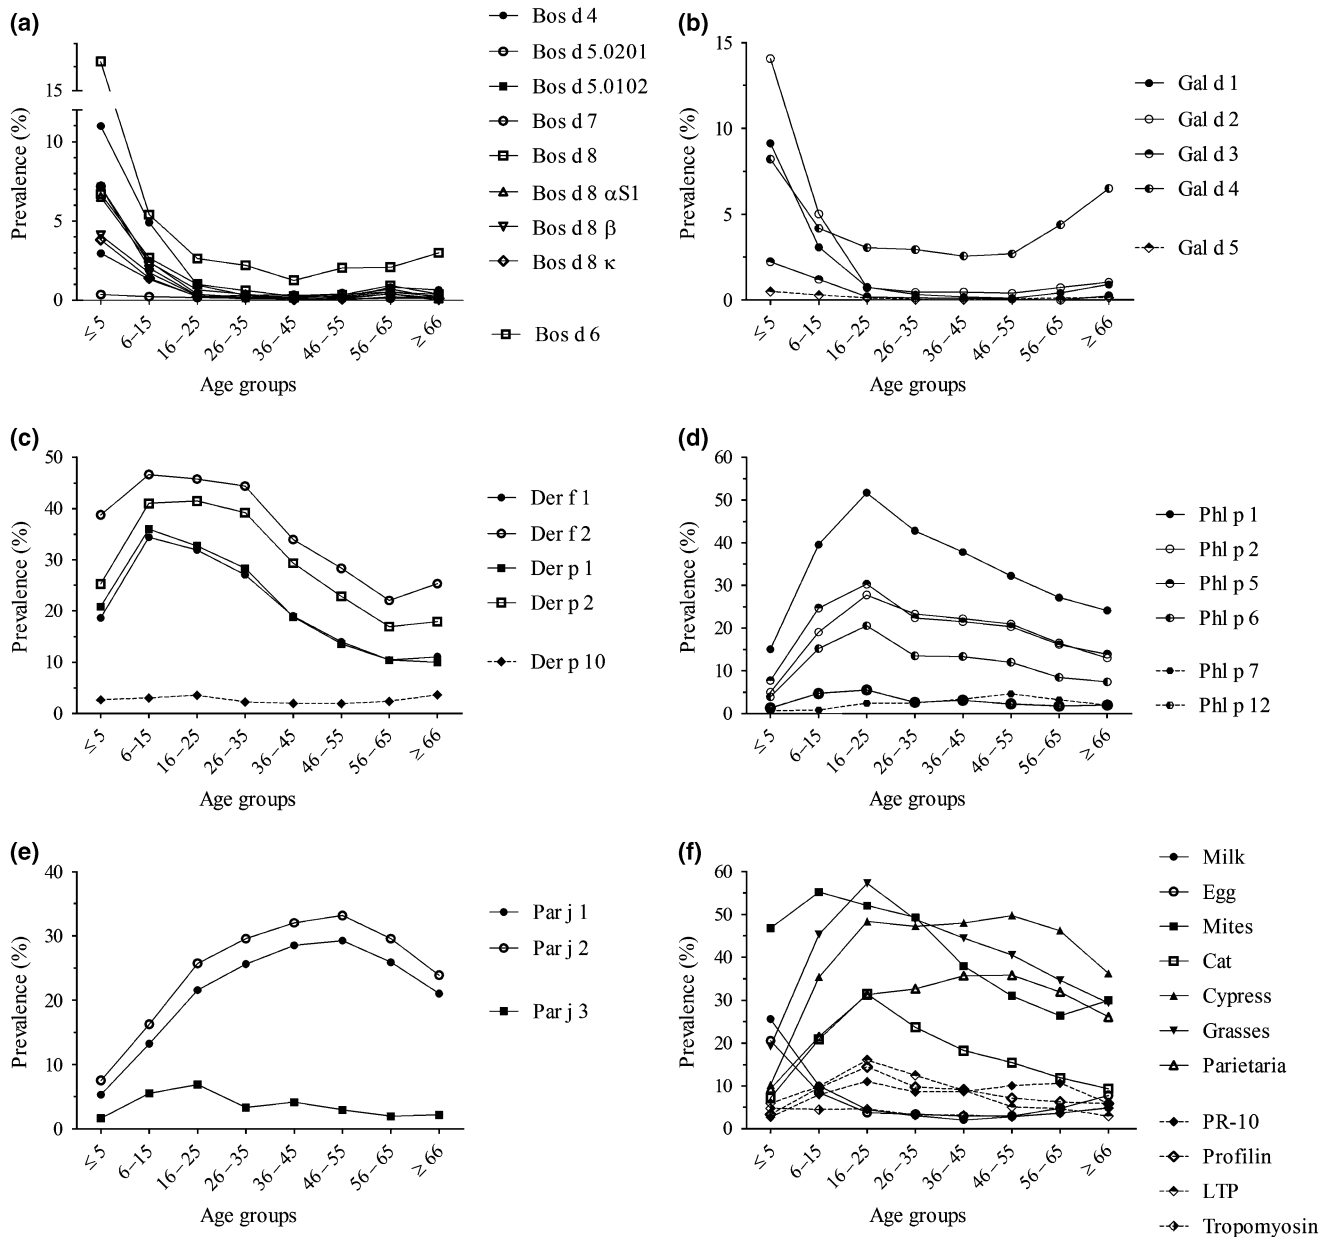 (a)
Prevalence (%)
15
10
5
0
≤ 5
6–15
16–25
26–35
36–45
46–55
56–65
≥ 66
Age groups
Bos d 4
Bos d 5.0201
Bos d 5.0102
Bos d 7
Bos d 8
Bos d 8 αS1
Bos d 8 β
Bos d 8 κ
Bos d 6
(b)
Prevalence (%)
15
10
5
0
≤ 5
6–15
16–25
26–35
36–45
46–55
56–65
≥ 66
Age groups
Gal d 1
Gal d 2
Gal d 3
Gal d 4
Gal d 5
(c)
Prevalence (%)
50
40
30
20
10
0
≤ 5
6–15
16–25
26–35
36–45
46–55
56–65
≥ 66
Age groups
Der f 1
Der f 2
Der p 1
Der p 2
Der p 10
(d)
Prevalence (%)
60
50
40
30
20
10
0
≤ 5
6–15
16–25
26–35
36–45
46–55
56–65
≥ 66
Age groups
Phl p 1
Phl p 2
Phl p 5
Phl p 6
Phl p 7
Phl p 12
(e)
Prevalence (%)
40
30
20
10
0
≤ 5
6–15
16–25
26–35
36–45
46–55
56–65
≥ 66
Age groups
Par j 1
Par j 2
Par j 3
(f)
Prevalence (%)
60
50
40
30
20
10
0
≤ 5
6–15
16–25
26–35
36–45
46–55
56–65
≥ 66
Age groups
Milk
Egg
Mites
Cat
Cypress
Grasses
Parietaria
PR-10
Profilin
LTP
Tropomyosin